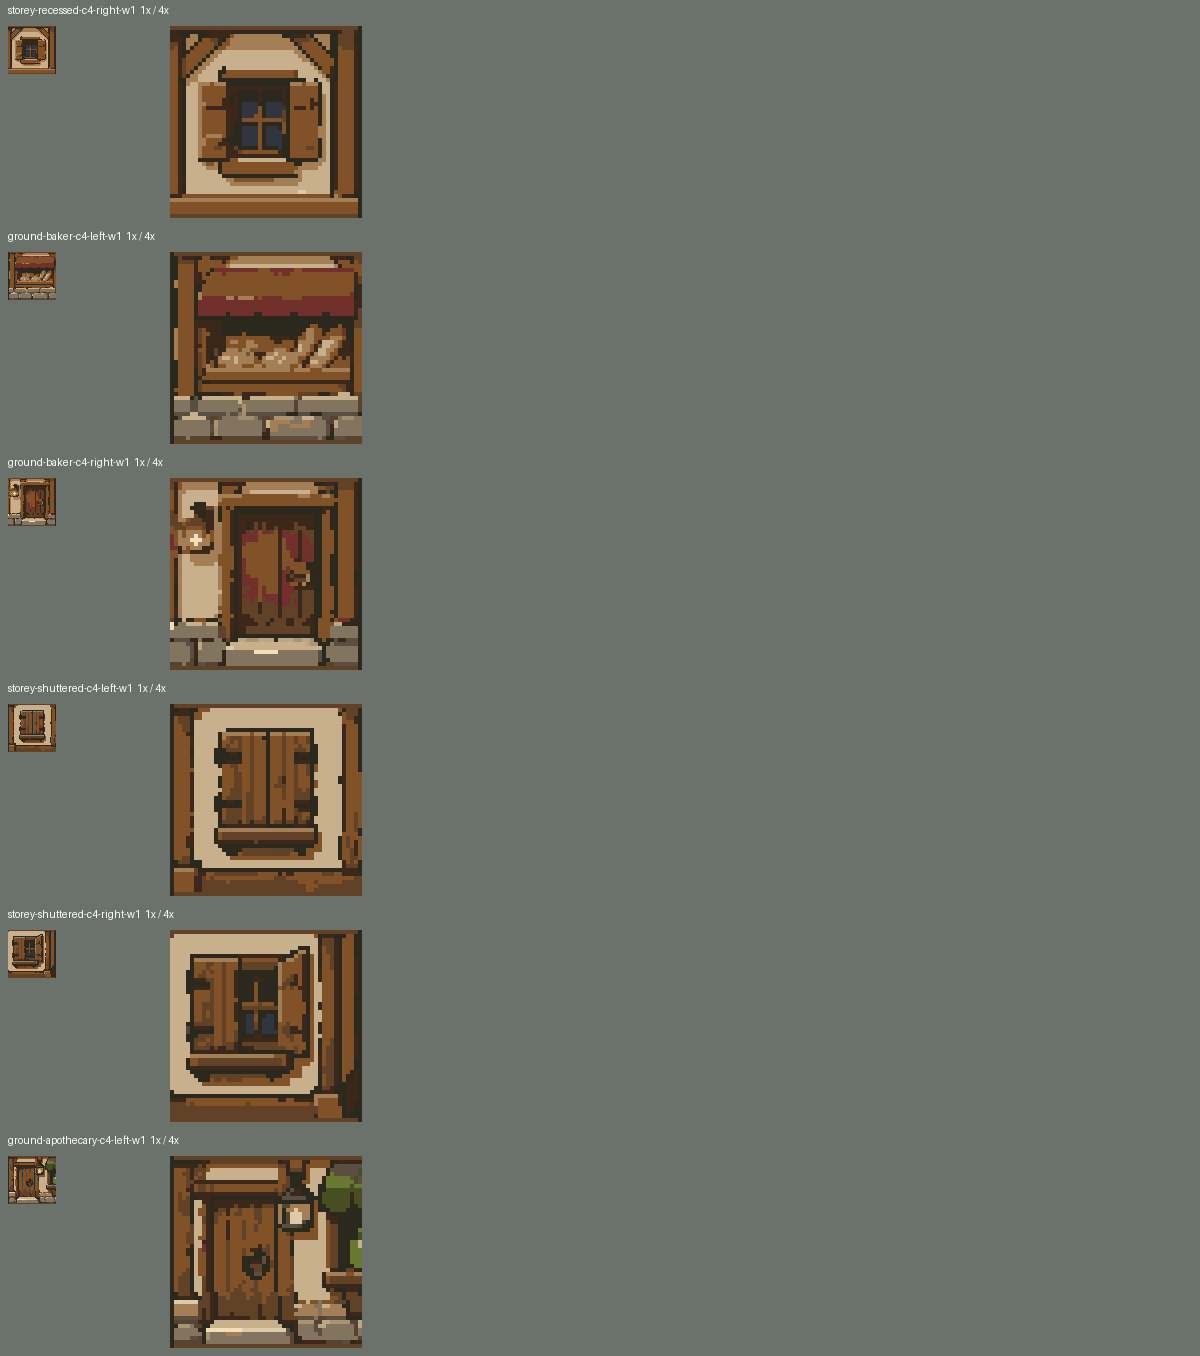 storey-recessed-c4-right-w1 1x / 4x
ground-baker-c4-left-w1 1x / 4x
ground-baker-c4-right-w1 1x / 4x
storey-shuttered-c4-left-w1 1x / 4x
storey-shuttered-c4-right-w1 1x / 4x
ground-apothecary-c4-left-w1 1x / 4x